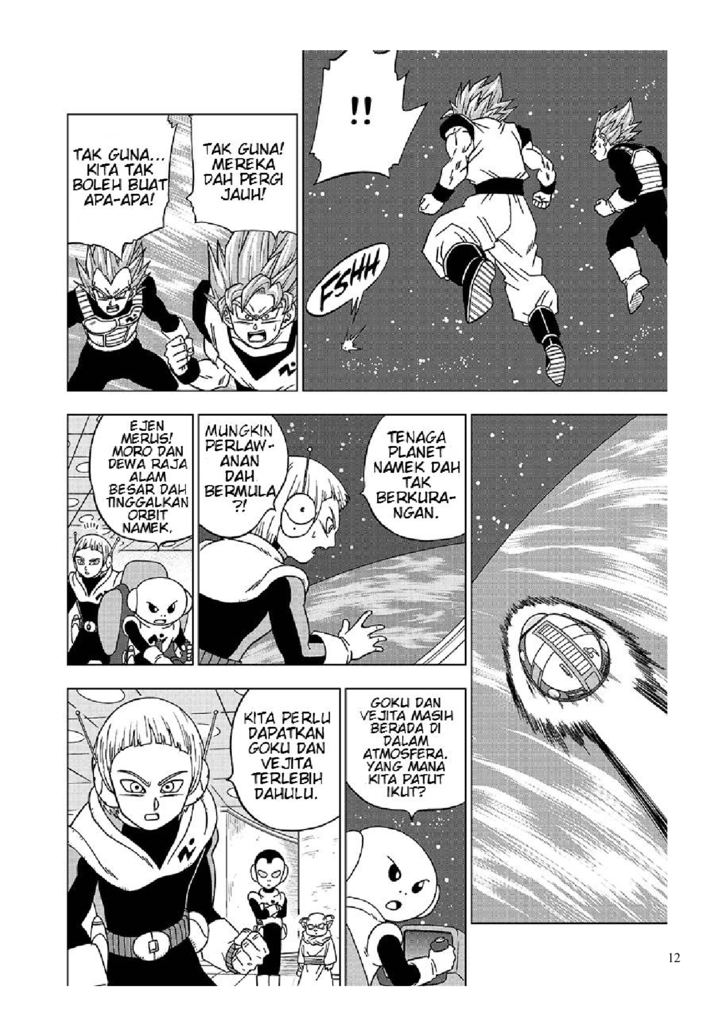 !!
FSHH
TAK GUNA!
MEREKA
DAH PERGI
JAUH!
TAK GUNA...
KITA TAK
BOLEH BUAT
APA-APA!
TENAGA
PLANET
NAMEK DAH
TAK
BERKURA-
NGAN.
MUNGKIN
PERLAW-
ANAN
DAH
BERMULA
?!
EJEN
MERUS!
MORO DAN
DEWA RAJA
ALAM
BESAR DAH
TINGGALKAN
ORBIT
NAMEK.
GOKU DAN
VEJITA MASIH
BERADA DI
DALAM
ATMOSFERA.
YANG MANA
KITA PATUT
IKUT?
KITA PERLU
DAPATKAN
GOKU DAN
VEJITA
TERLEBIH
DAHULU.
12